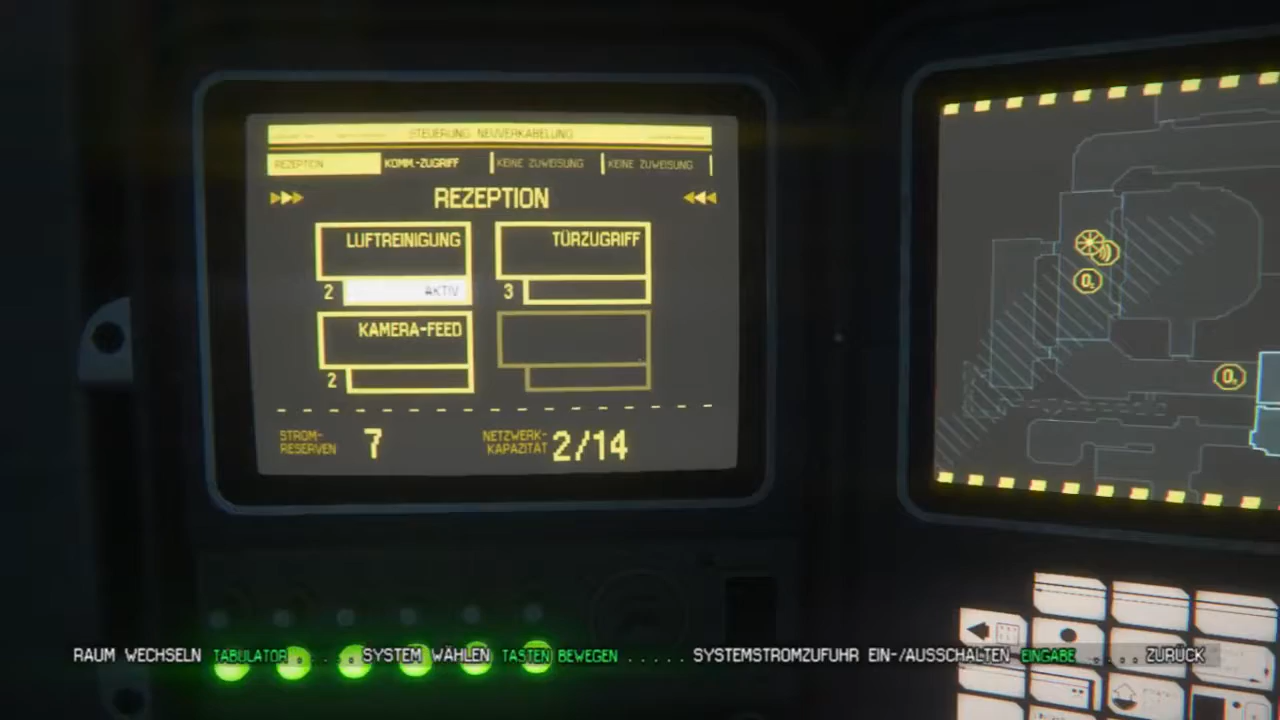 STEUERUNG NEUVERKABELUNG
REZEPTION KOMM.-ZUGRIFF KEINE ZUWEISUNG KEINE ZUWEISUNG
REZEPTION
LUFTREINIGUNG TÜRZUGRIFF
2 AKTIV 3
KAMERA-FEED
2
STROM-
RESERVEN 7
NETZWERK-
KAPAZITÄT 2/14
RAUM WECHSELN TABULATOR SYSTEM WÄHLEN TASTEN BEWEGEN ..... SYSTEMSTROMZUFUHR EIN-/AUSSCHALTEN EINGABE ..... ZURÜCK